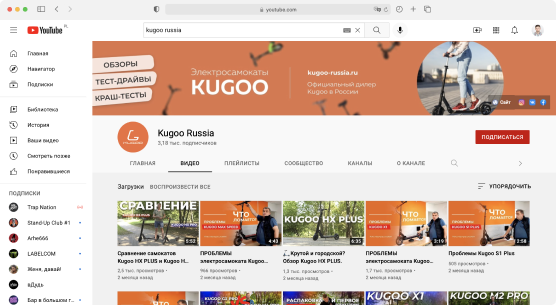 youtube.com
YouTube
RU
kugoo russia
Главная
Навигатор
Подписки
Библиотека
История
Ваши видео
Смотреть позже
Понравившиеся
ПОДПИСКИ
Trap Nation
Stand-Up Club #1
Arhe666
LABELCOM
Женя, давай!
вДудь
Бар в большом г
ОБЗОРЫ
ТЕСТ-ДРАЙВЫ
КРАШ-ТЕСТЫ
Электросамокаты
KUGOO
kugoo-russia.ru
Официальный дилер
Kugoo в России
Сайт
Kugoo Russia
3,18 тыс. подписчиков
ПОДПИСАТЬСЯ
ГЛАВНАЯ
ВИДЕО
ПЛЕЙЛИСТЫ
СООБЩЕСТВО
КАНАЛЫ
О КАНАЛЕ
Загрузки
ВОСПРОИЗВЕСТИ ВСЕ
УПОРЯДОЧИТЬ
СРАВНЕНИЕ
5:53
ЧТО
4:43
KUGOO HX PLUS
6:35
ЧТО
3:19
ЧТО
2:58
Сравнение самокатов
Kugoo HX PLUS и Kugoo H...
2,5 тыс. просмотров
2 месяца назад
ПРОБЛЕМЫ
электросамоката Kugoo...
966 просмотров
2 месяца назад
Крутой и городской?
Обзор Kugoo HX PLUS.
1,3 тыс. просмотров
2 месяца назад
ПРОБЛЕМЫ
электросамоката Kugoo...
1,7 тыс. просмотров
2 месяца назад
Проблемы Kugoo S1 Plus
505 просмотров
2 месяца назад
РАСПАКОВКА И ПЕРВОЕ
KUGOO X1
KUGOO M2 PRO